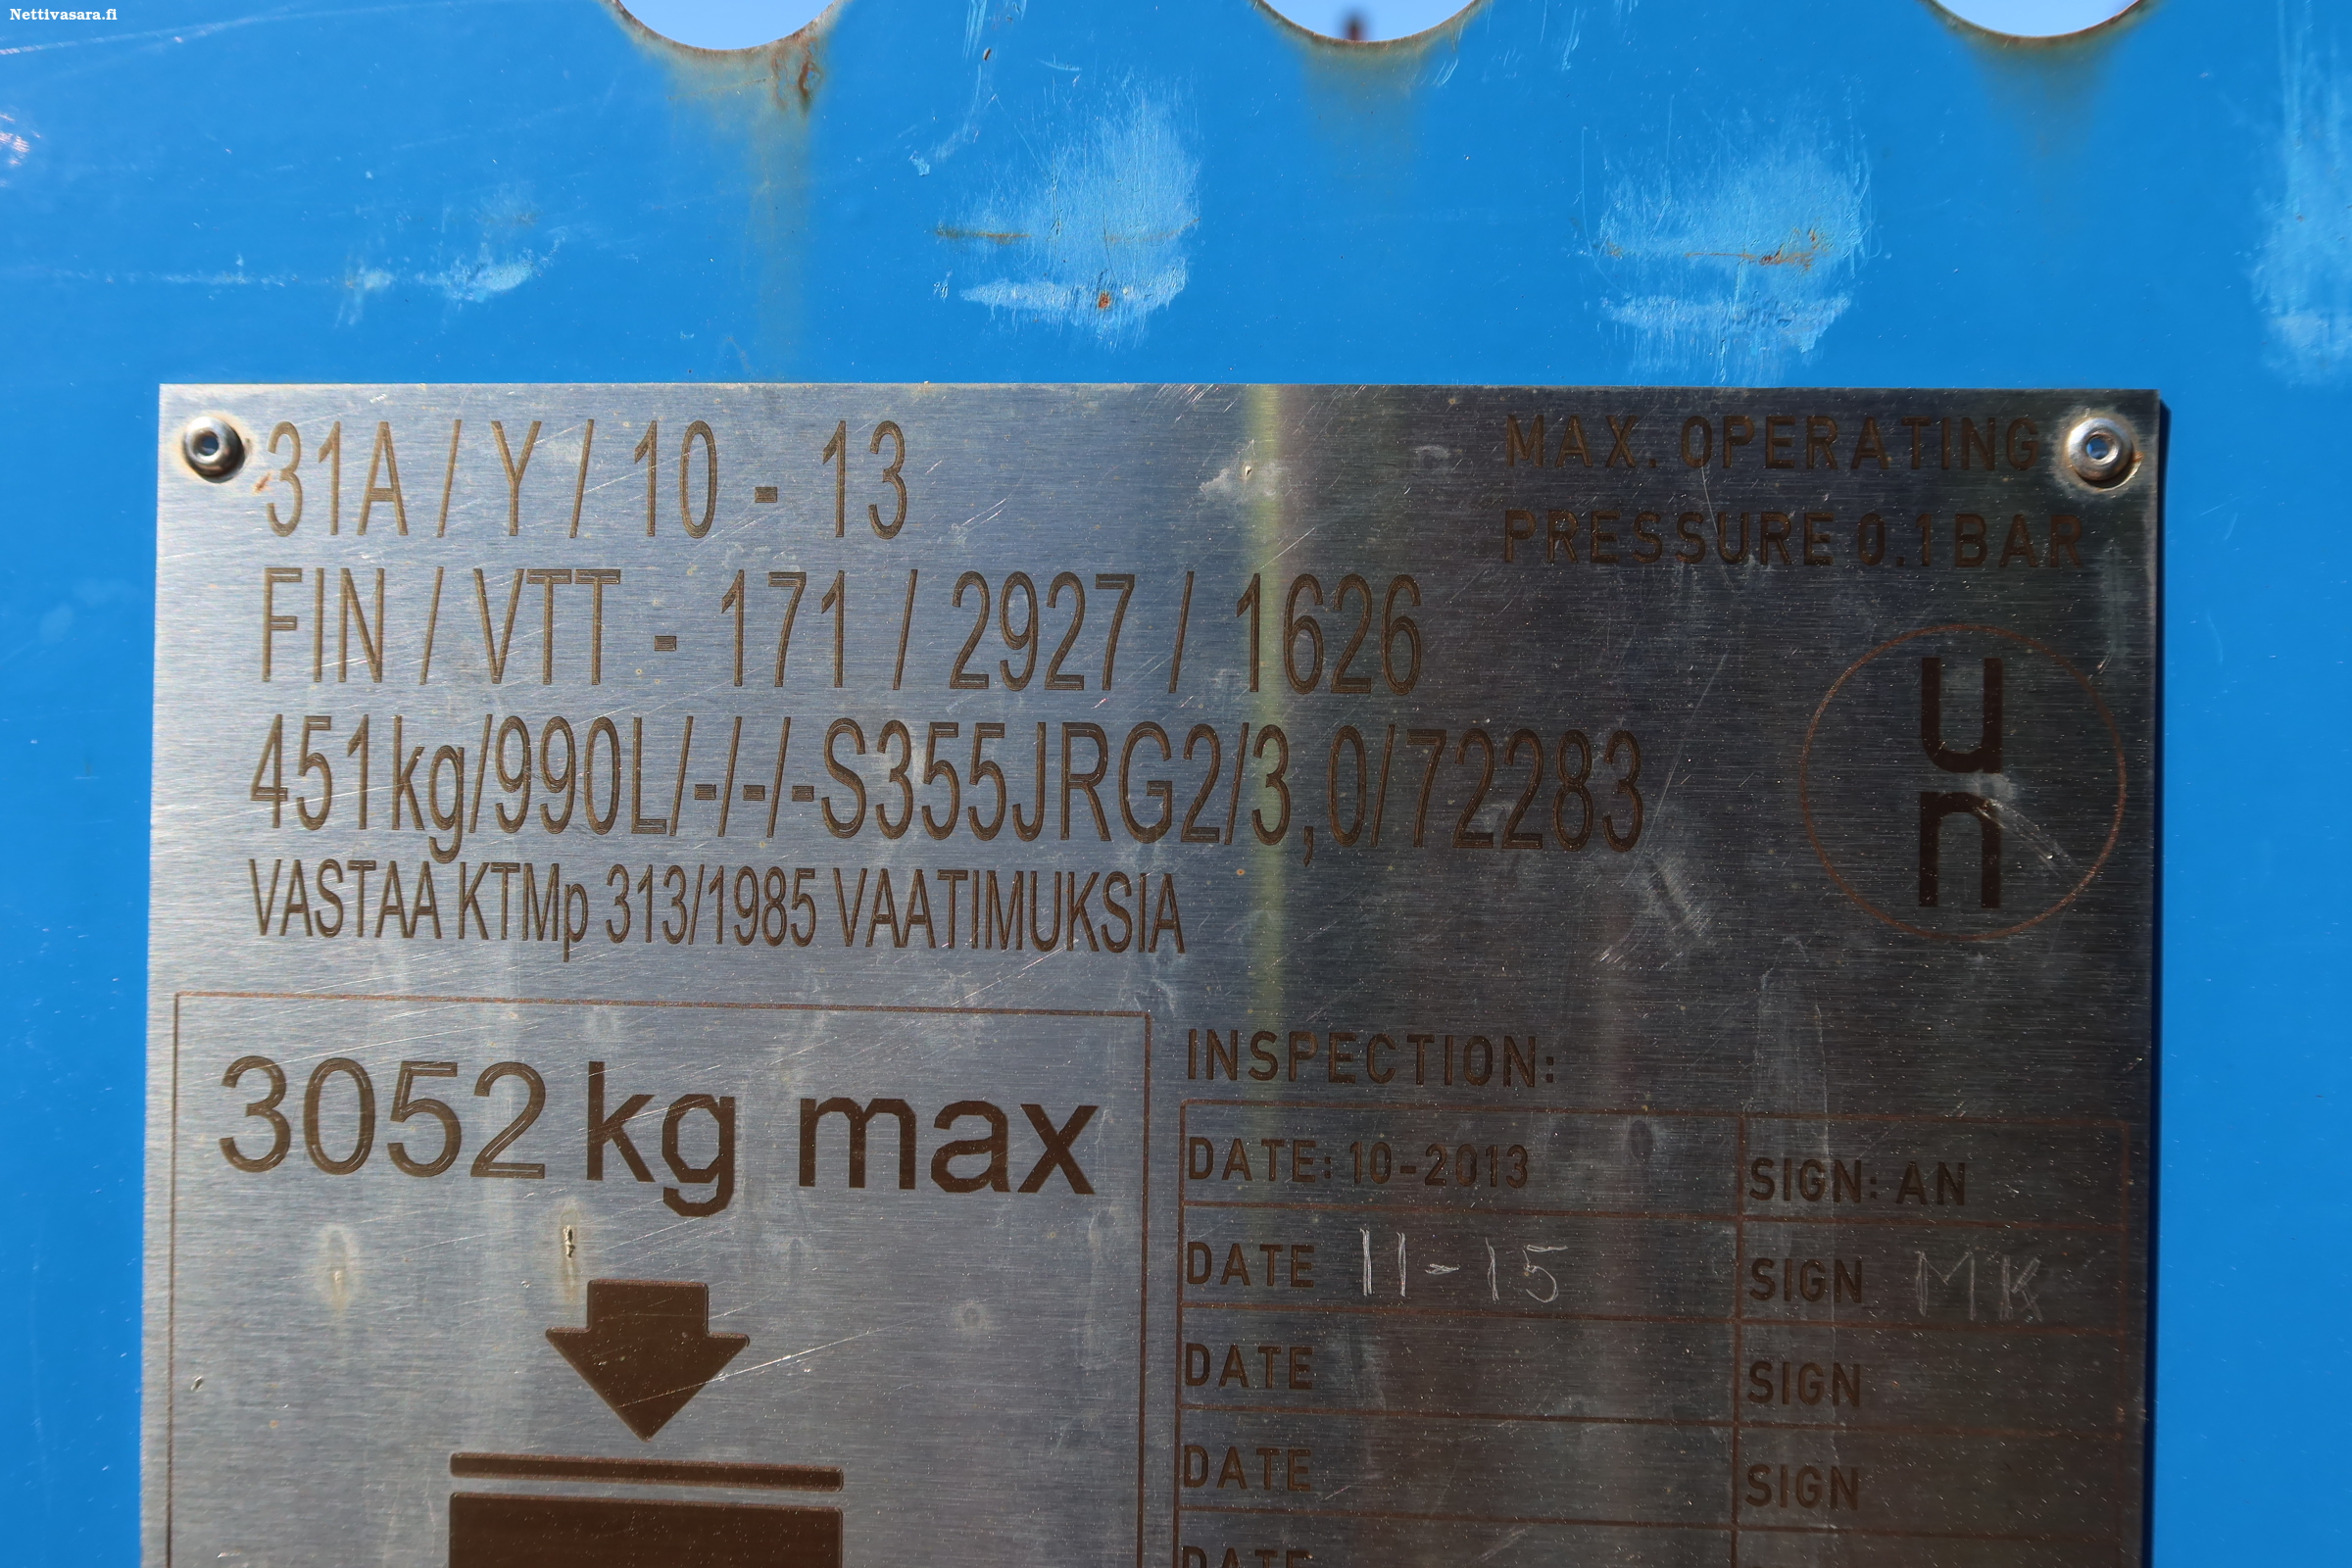 Nettivasara.fi
31A / Y / 10 - 13
MAX. OPERATING
PRESSURE 0.1 BAR
FIN / VTT - 171 / 2927 / 1626
451kg/990L/-/-/-S355JRG2/3,0/72283
VASTAA KTMp 313/1985 VAATIMUKSIA
un
3052 kg max
INSPECTION:
DATE: 10-2013 SIGN: AN
DATE 11-15 SIGN MK
DATE SIGN
DATE SIGN
DATE